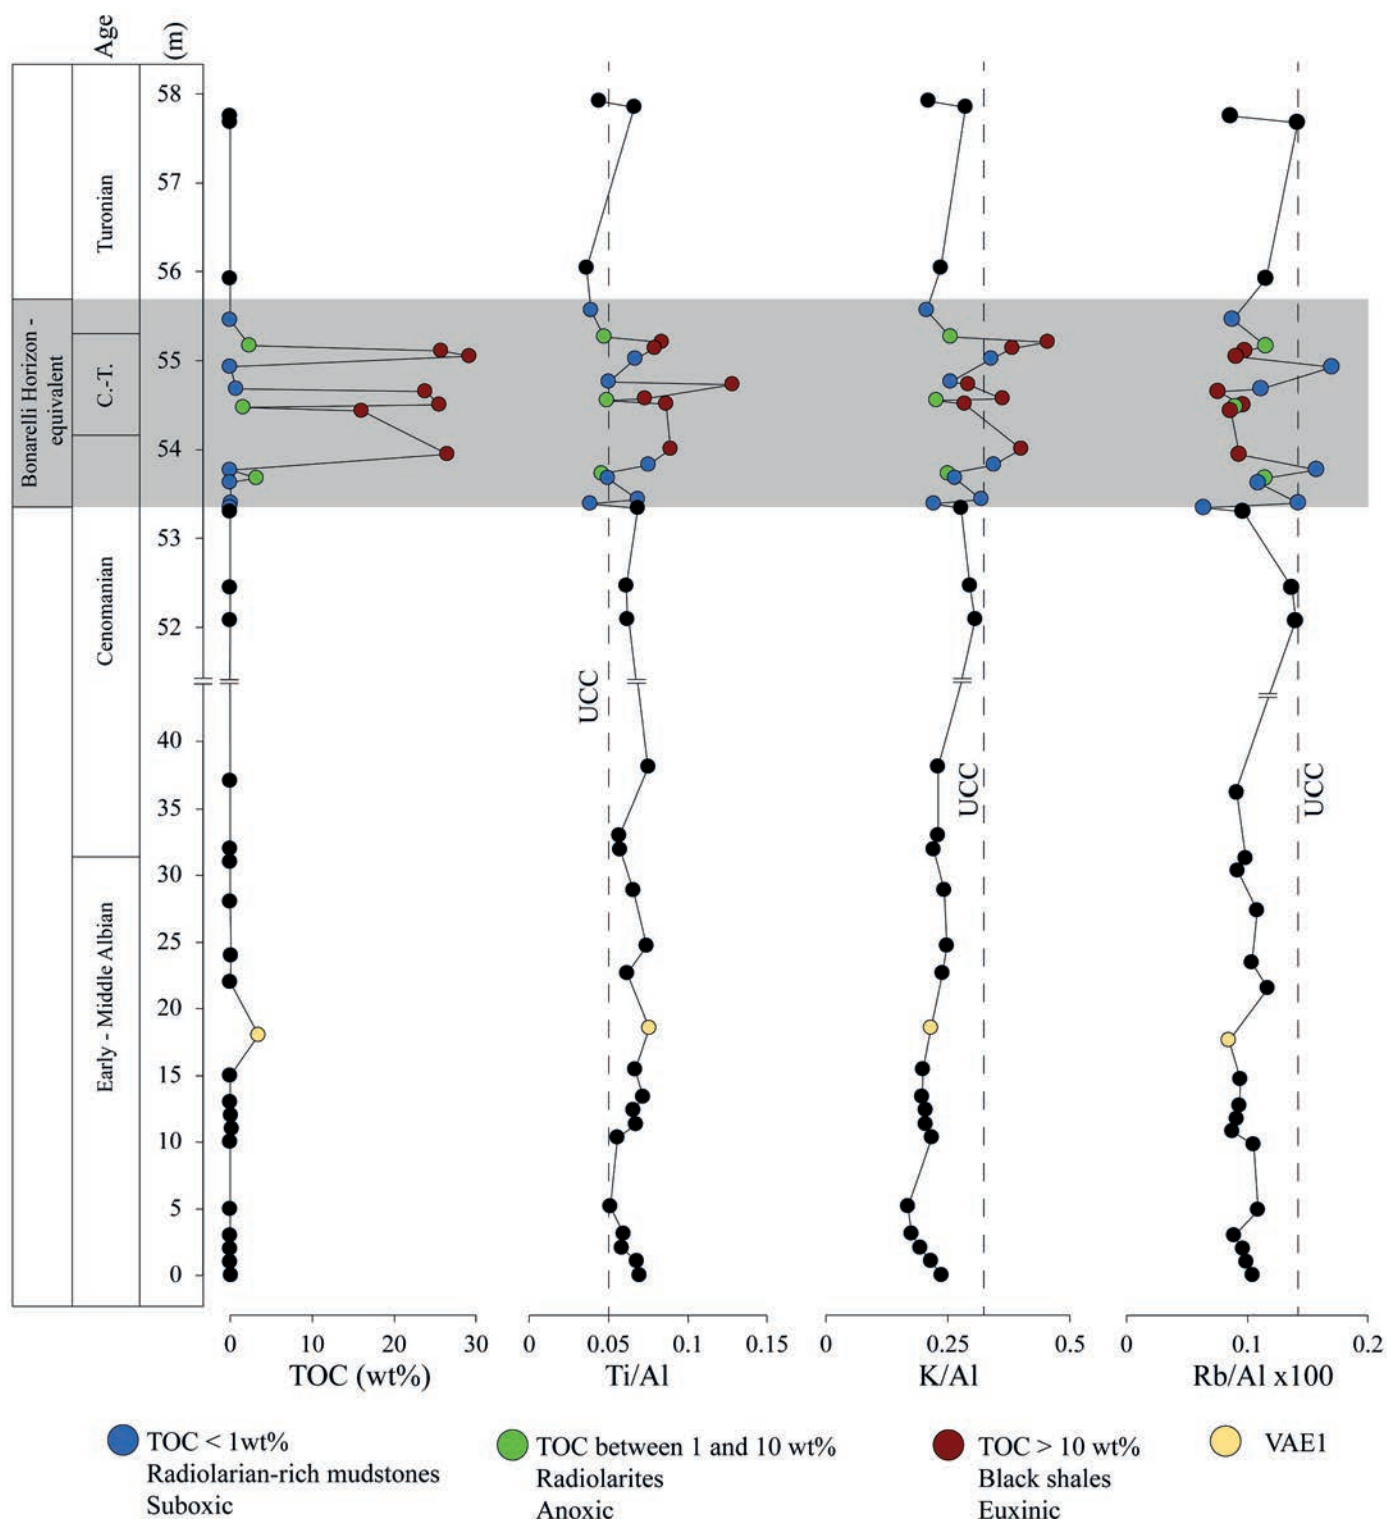 Age
(m)
Turonian
C.-T.
Bonarelli Horizon -
equivalent
Cenomanian
Early - Middle Albian
58
57
56
55
54
53
52
40
35
30
25
20
15
10
5
0
UCC
UCC
UCC
0 10 20 30
TOC (wt%)
0 0.05 0.1 0.15
Ti/Al
0 0.25 0.5
K/Al
0 0.1 0.2
Rb/Al x100
TOC < 1wt%
Radiolarian-rich mudstones
Suboxic
TOC between 1 and 10 wt%
Radiolarites
Anoxic
TOC > 10 wt%
Black shales
Euxinic
VAE1